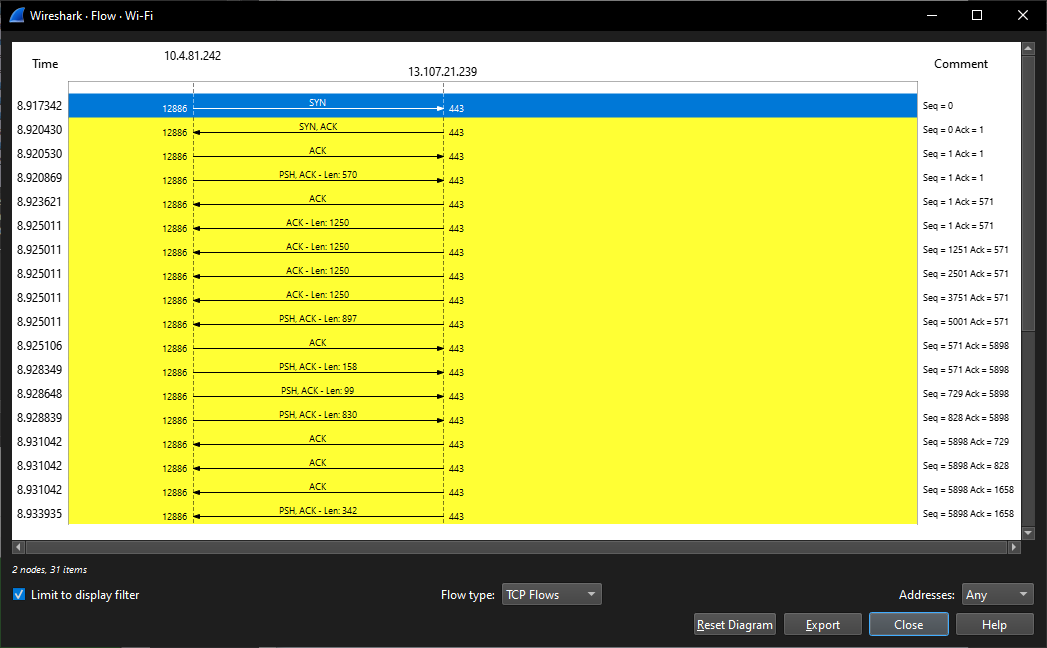 Wireshark · Flow · Wi-Fi
Time 10.4.81.242 13.107.21.239 Comment
8.917342 12886 SYN 443 Seq = 0
8.920430 12886 SYN, ACK 443 Seq = 0 Ack = 1
8.920530 12886 ACK 443 Seq = 1 Ack = 1
8.920869 12886 PSH, ACK - Len: 570 443 Seq = 1 Ack = 1
8.923621 12886 ACK 443 Seq = 1 Ack = 571
8.925011 12886 ACK - Len: 1250 443 Seq = 1 Ack = 571
8.925011 12886 ACK - Len: 1250 443 Seq = 1251 Ack = 571
8.925011 12886 ACK - Len: 1250 443 Seq = 2501 Ack = 571
8.925011 12886 ACK - Len: 1250 443 Seq = 3751 Ack = 571
8.925011 12886 PSH, ACK - Len: 897 443 Seq = 5001 Ack = 571
8.925106 12886 ACK 443 Seq = 571 Ack = 5898
8.928349 12886 PSH, ACK - Len: 158 443 Seq = 571 Ack = 5898
8.928648 12886 PSH, ACK - Len: 99 443 Seq = 729 Ack = 5898
8.928839 12886 PSH, ACK - Len: 830 443 Seq = 828 Ack = 5898
8.931042 12886 ACK 443 Seq = 5898 Ack = 729
8.931042 12886 ACK 443 Seq = 5898 Ack = 828
8.931042 12886 ACK 443 Seq = 5898 Ack = 1658
8.933935 12886 PSH, ACK - Len: 342 443 Seq = 5898 Ack = 1658
2 nodes, 31 items
Limit to display filter Flow type: TCP Flows Addresses: Any
Reset Diagram Export Close Help